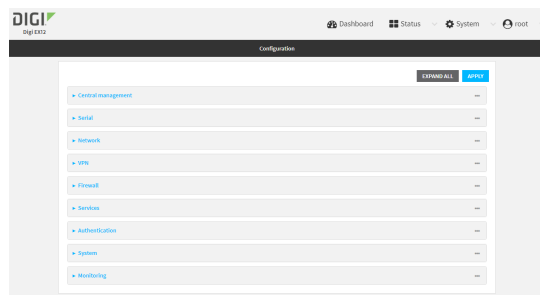 DIGI
Digi EX12
Dashboard
Status
System
root
Configuration
EXPAND ALL
APPLY
Central management
Serial
Network
VPN
Firewall
Services
Authentication
System
Monitoring